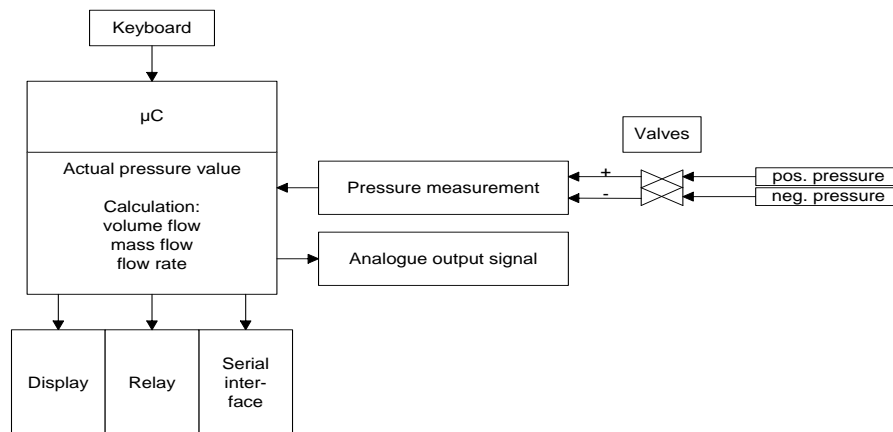 Keyboard
µC
Valves
Actual pressure value
Pressure measurement
+
pos. pressure
-
neg. pressure
Calculation:
volume flow
mass flow
flow rate
Analogue output signal
Display
Relay
Serial
inter-
face